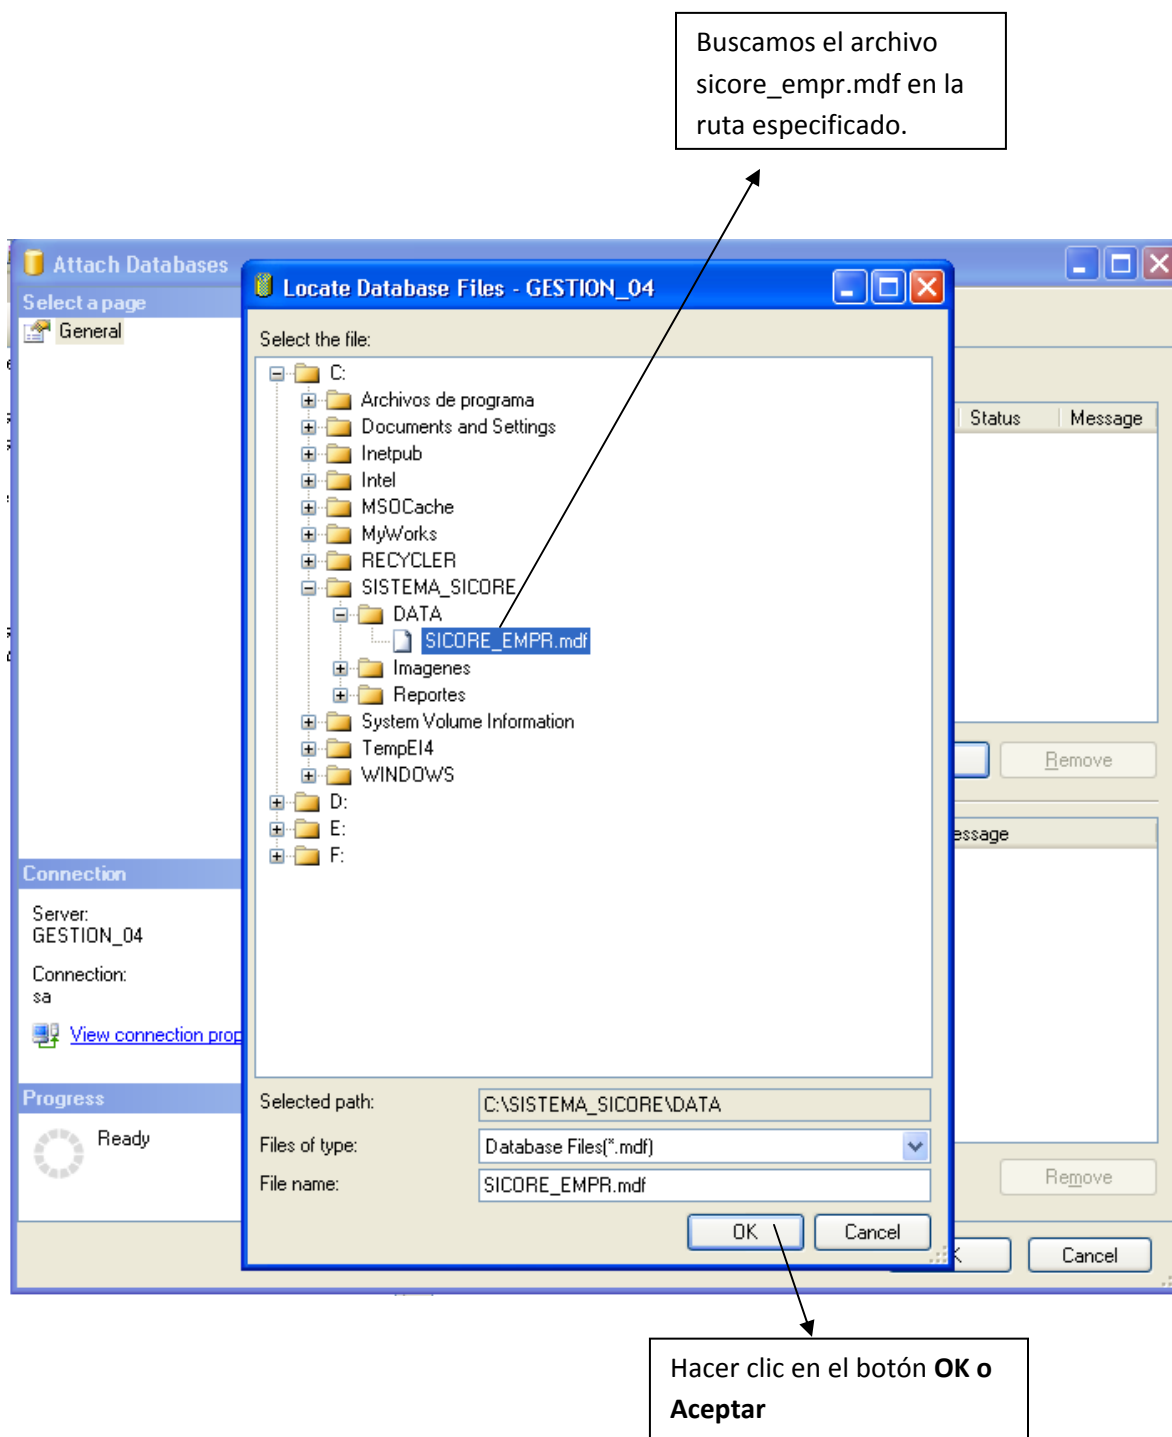 Buscamos el archivo
sicore_empr.mdf en la
ruta especificado.
Attach Databases
Select a page
General
Locate Database Files - GESTION_04
Select the file:
C:
Archivos de programa
Documents and Settings
Inetpub
Intel
MSOCache
MyWorks
RECYCLER
SISTEMA_SICORE
DATA
SICORE_EMPR.mdf
Imagenes
Reportes
System Volume Information
TempEI4
WINDOWS
D:
E:
F:
Status Message
Remove
essage
Connection
Server:
GESTION_04
Connection:
sa
View connection prop
Progress
Ready
Selected path: C:\SISTEMA_SICORE\DATA
Files of type: Database Files(*.mdf)
File name: SICORE_EMPR.mdf
OK Cancel
Remove
K Cancel
Hacer clic en el botón OK o
Aceptar